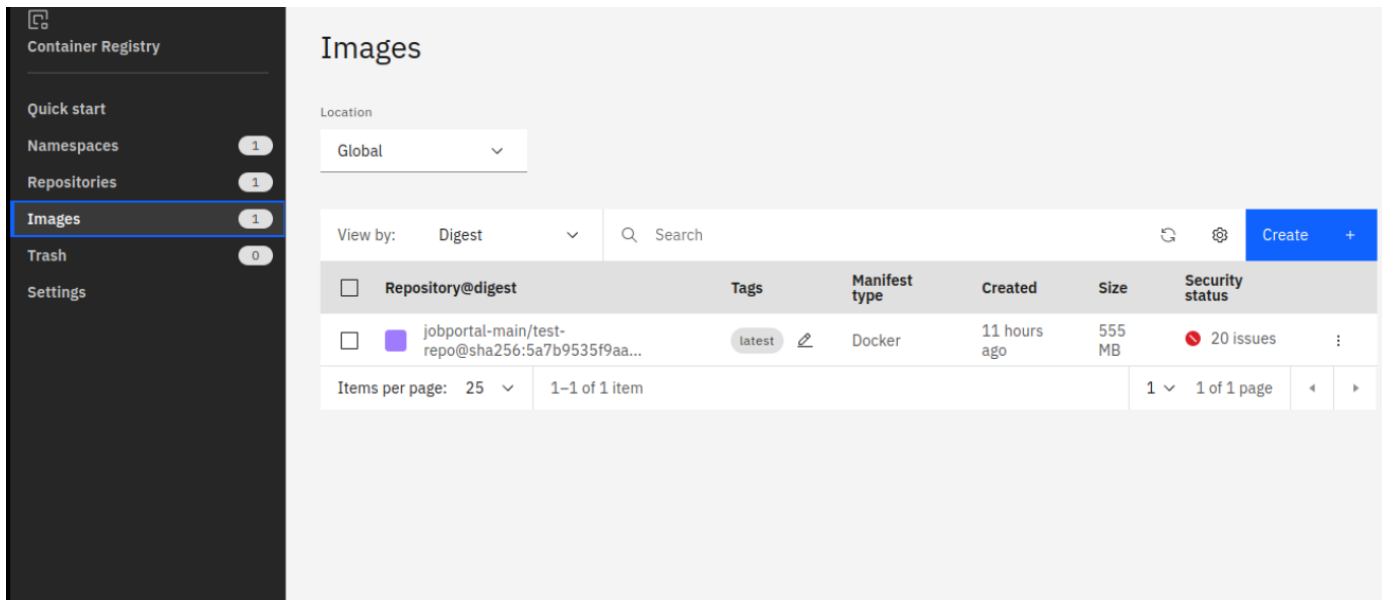 Container Registry
Quick start
Namespaces 1
Repositories 1
Images 1
Trash 0
Settings
Images
Location
Global
View by: Digest Search Create +
Repository@digest Tags Manifest type Created Size Security status
jobportal-main/test-
repo@sha256:5a7b9535f9aa...
latest
Docker
11 hours
ago
555
MB
20 issues
Items per page: 25 1–1 of 1 item 1 1 of 1 page